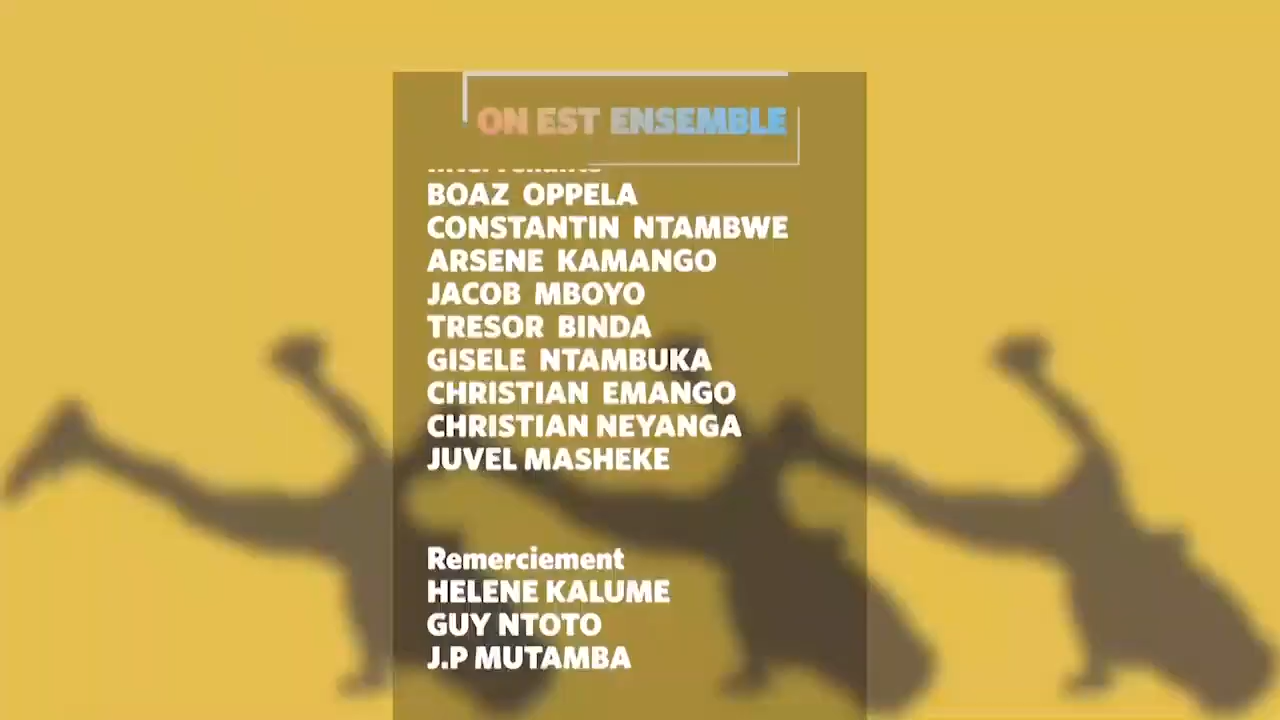 ON EST ENSEMBLE
BOAZ OPPELA
CONSTANTIN NTAMBWE
ARSENE KAMANGO
JACOB MBOYO
TRESOR BINDA
GISELE NTAMBUKA
CHRISTIAN EMANGO
CHRISTIAN NEYANGA
JUVEL MASHEKE
Remerciement
HELENE KALUME
GUY NTOTO
J.P MUTAMBA